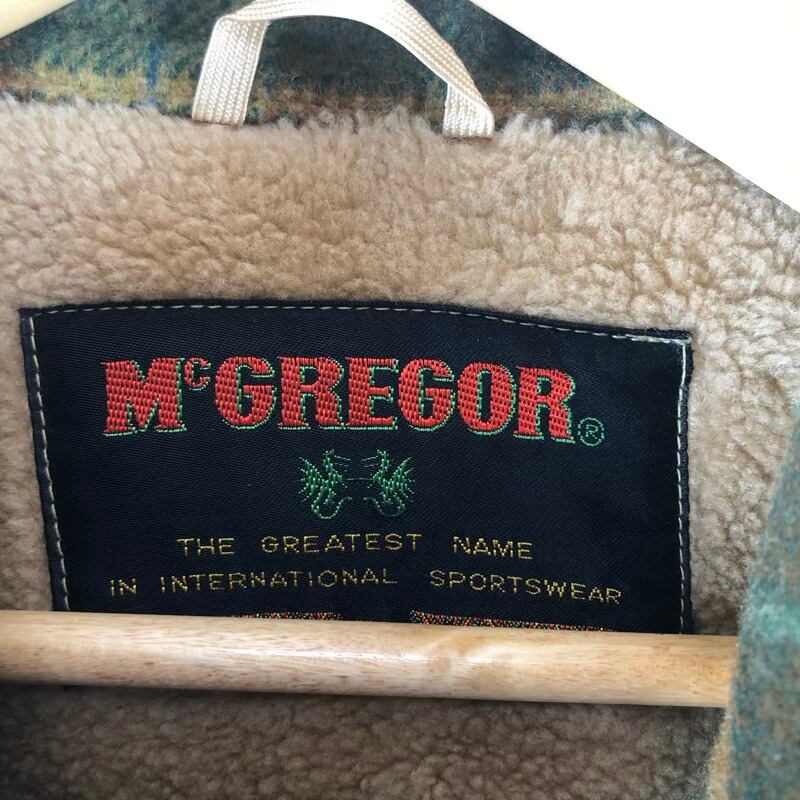 McGREGOR®
THE GREATEST NAME
IN INTERNATIONAL SPORTSWEAR